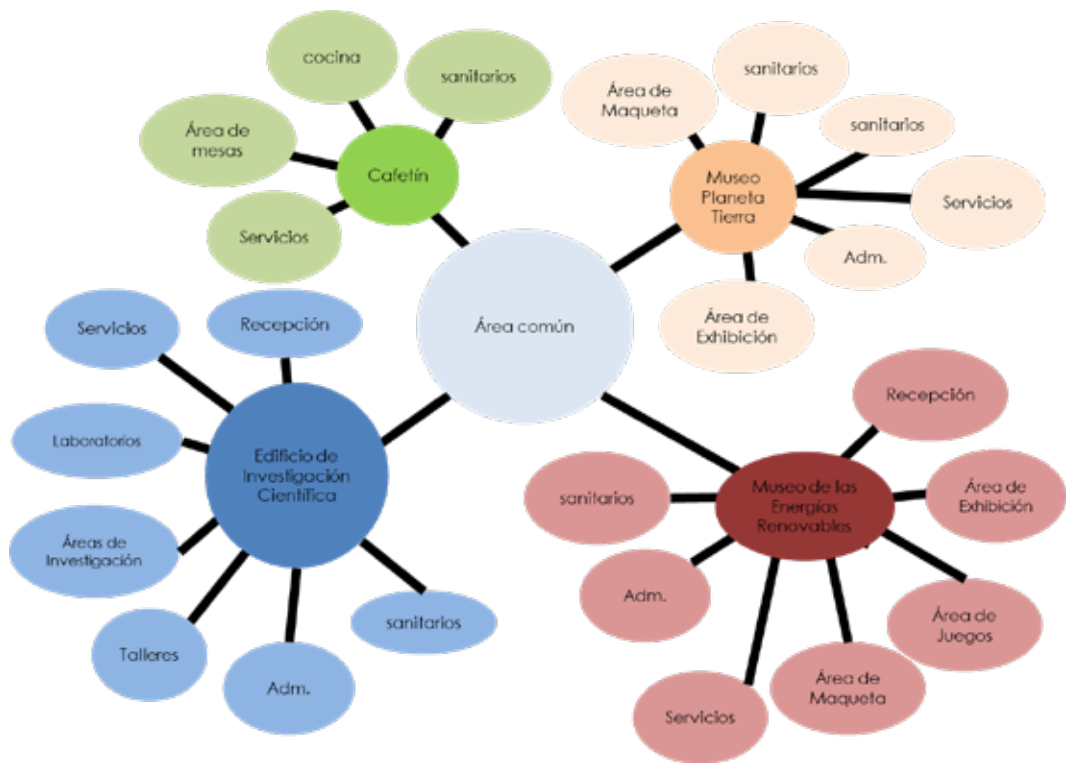 cocina
sanitarios
Área de
mesas
Cafetín
Servicios
Área de
Maqueta
sanitarios
sanitarios
Museo
Planeta
Tierra
Servicios
Adm.
Área de
Exhibición
Área común
Servicios
Recepción
Laboratorios
Edificio de
Investigación
Científica
Áreas de
Investigación
Talleres
Adm.
sanitarios
Recepción
sanitarios
Museo de las
Energías
Renovables
Área de
Exhibición
Adm.
Área de
Juegos
Servicios
Área de
Maqueta